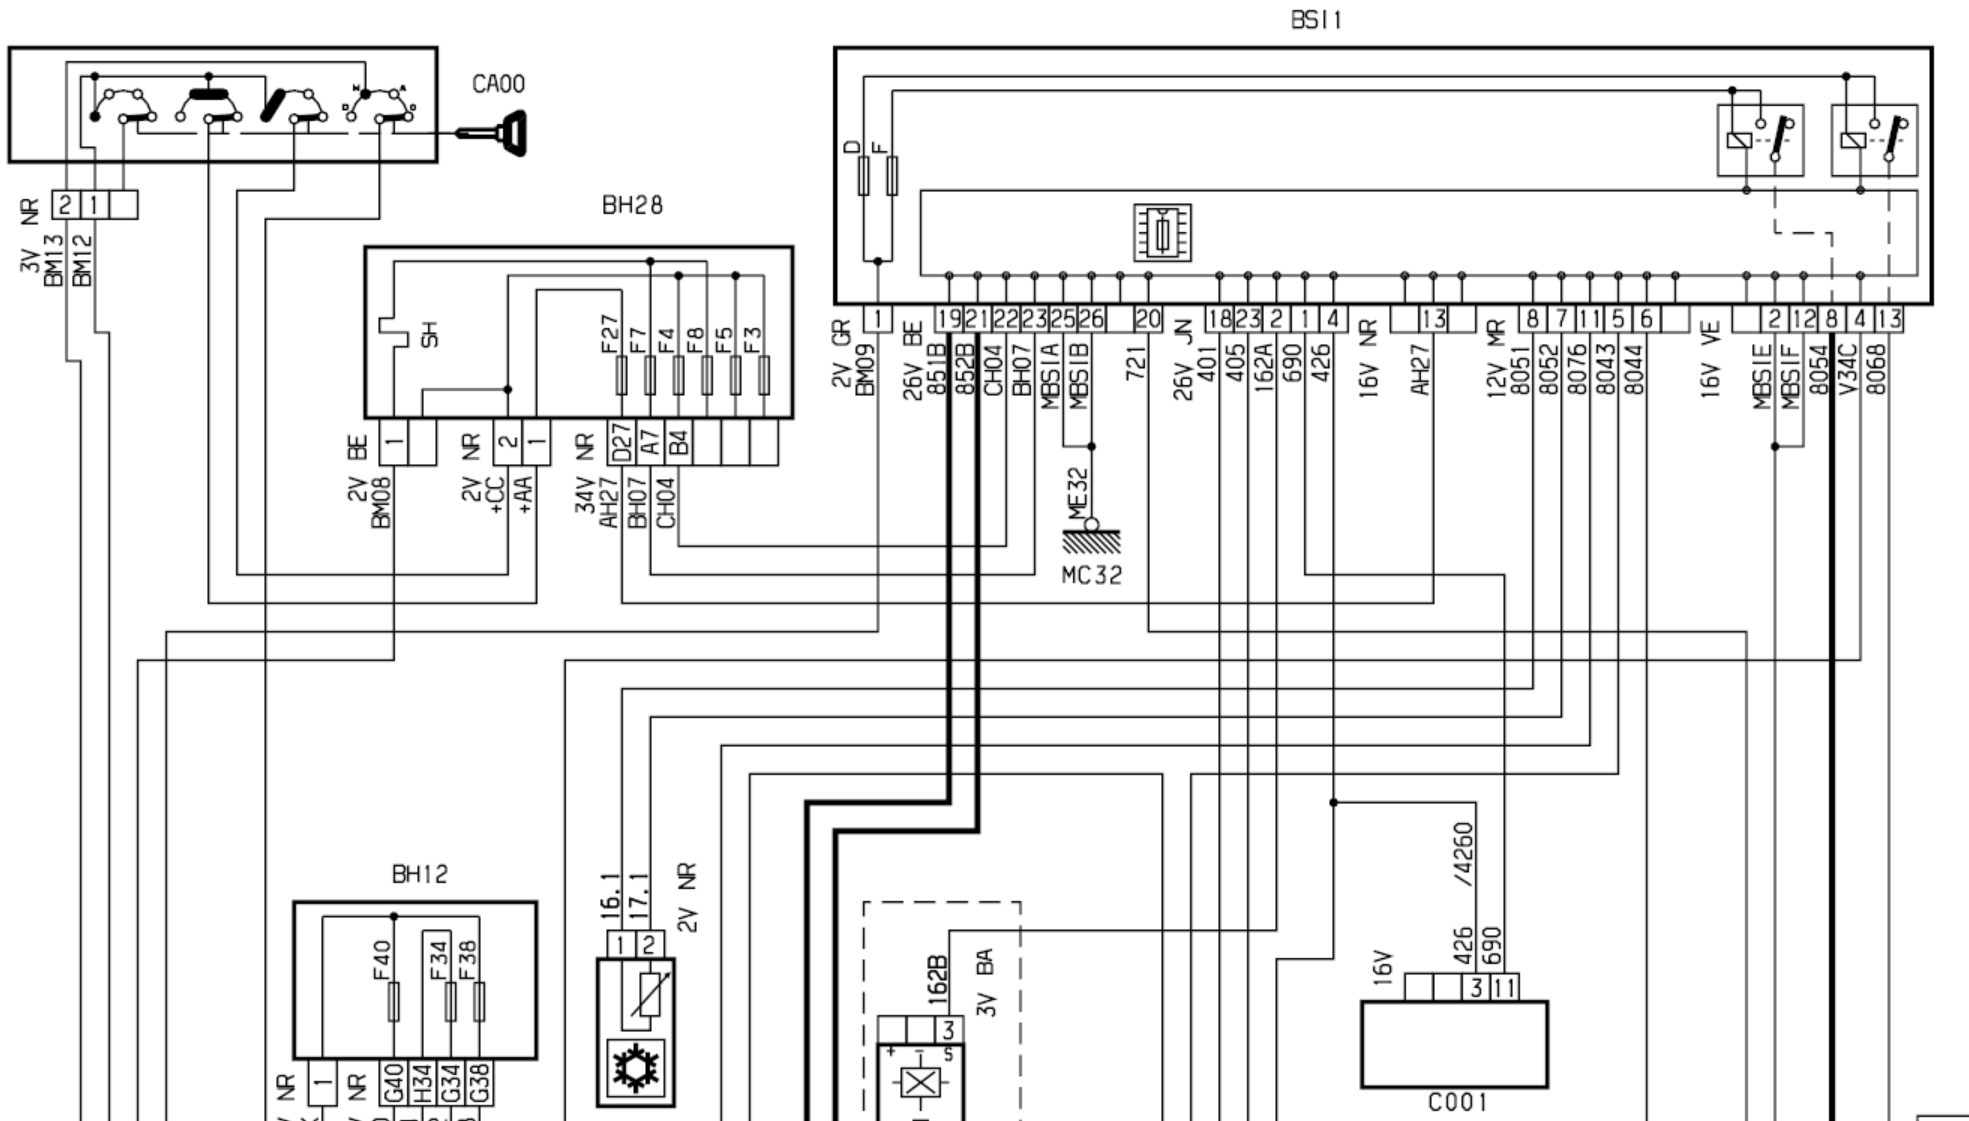 BSI1
CA00
M A
D O
3V NR
2 1
BM13
BM12
BH28
SH
F27
F7
F4
F8
F5
F3
2V BE
1
BM08
2V NR
2 1
+CC
+AA
34V NR
D27 A7 B4
AH27
BH07
CH04
D
F
2V GR
1
BM09
26V BE
19 21 22 23 25 26 20
851B
852B
CH04
BH07
MBSIA
MBSIB
721
26V JN
18 23 2 1 4
401
405
162A
690
426
16V NR
13
AH27
12V MR
8 7 11 5 6
8051
8052
8076
8043
8044
16V VE
2 12 8 4 13
MBSIE
MBSIF
8054
V34C
8068
ME32
MC32
BH12
F40
F34
F38
V NR
1
V NR
G40 H34 G34 G38
16.1
17.1
2V NR
1 2
162B
3V BA
3
+ - S
/4260
16V
426
690
3 11
C001